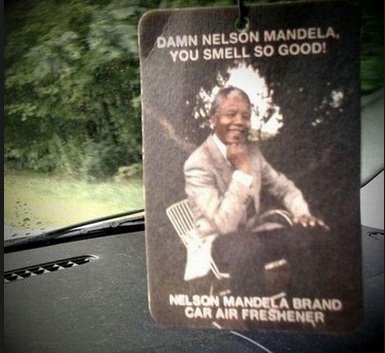 DAMN NELSON MANDELA,
YOU SMELL SO GOOD!
NELSON MANDELA BRAND
CAR AIR FRESHENER